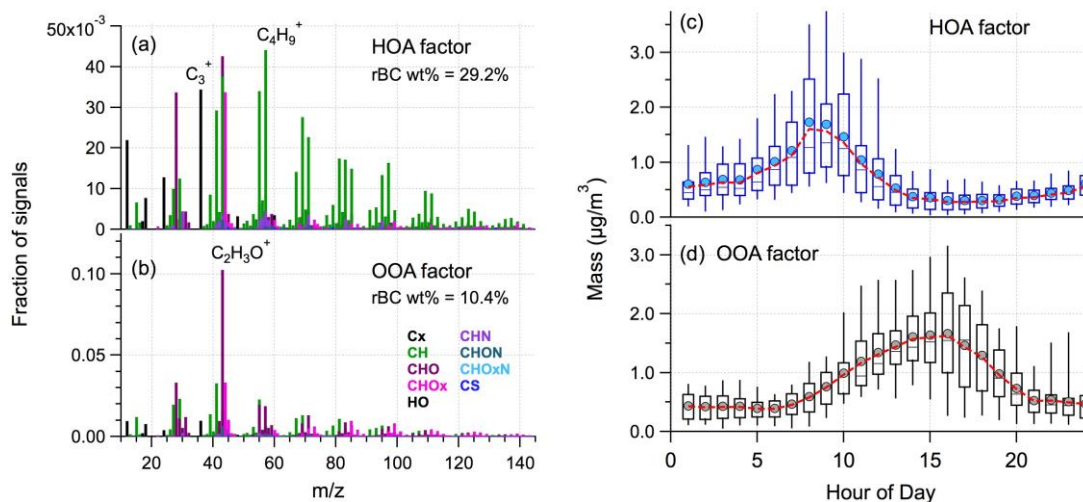 (a)
C₄H₉⁺
HOA factor
rBC wt% = 29.2%
C₃⁺
50x10⁻³
40
30
20
10
0
Fraction of signals
(b)
C₂H₃O⁺
OOA factor
rBC wt% = 10.4%
Cx CHN
CH CHON
CHO CHOxN
CHOx CS
HO
0.10
0.05
0.00
20 40 60 80 100 120 140
m/z
(c)
HOA factor
3.0
2.0
1.0
0.0
Mass (μg/m³)
(d) OOA factor
3.0
2.0
1.0
0.0
0 5 10 15 20
Hour of Day